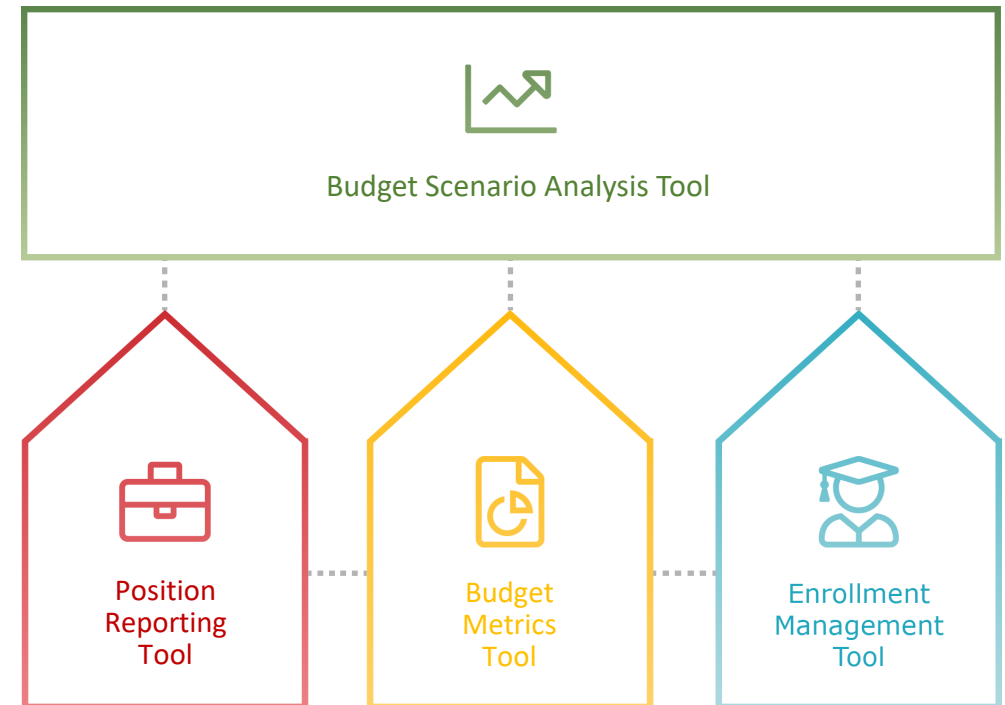 Budget Scenario Analysis Tool
Position
Reporting
Tool
Budget
Metrics
Tool
Enrollment
Management
Tool